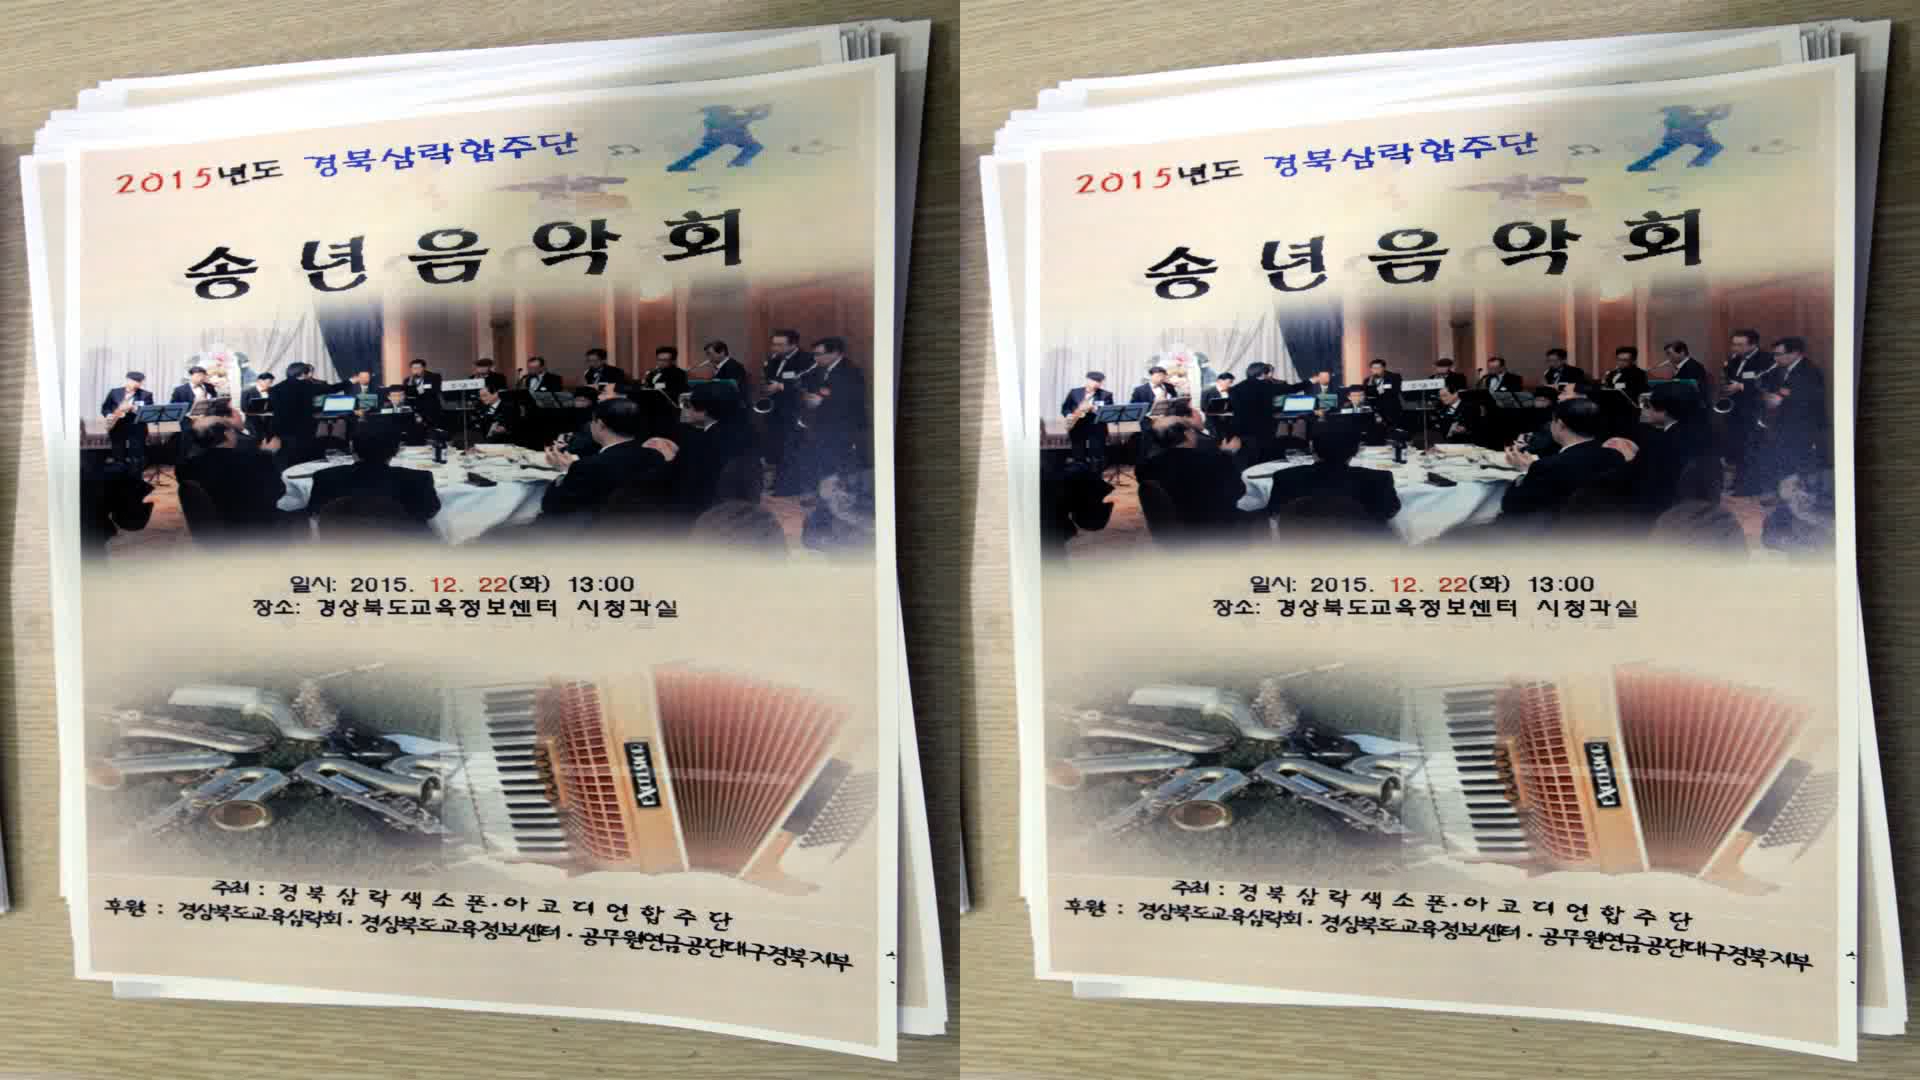 2015년도 경북삼락합주단
송년음악회
일시: 2015. 12. 22(화) 13:00
장소: 경상북도교육정보센터 시청각실
EXCELSIOR
주최 : 경북삼락색소폰·아코디언합주단
후원 : 경상북도교육삼락회·경상북도교육정보센터·공무원연금공단대구경북지부
2015년도 경북삼락합주단
송년음악회
일시: 2015. 12. 22(화) 13:00
장소: 경상북도교육정보센터 시청각실
EXCELSIOR
주최 : 경북삼락색소폰·아코디언합주단
후원 : 경상북도교육삼락회·경상북도교육정보센터·공무원연금공단대구경북지부